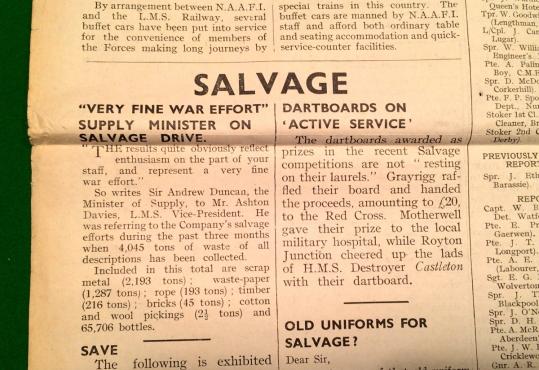 By arrangement between N.A.A.F.I.
and the L.M.S. Railway, several
buffet cars have been put into service
for the convenience of members of
the Forces making long journeys by
special trains in this country. The
buffet cars are manned by N.A.A.F.I.
staff and afford both ordinary table
and seating accommodation and quick-
service-counter facilities.
SALVAGE
"VERY FINE WAR EFFORT"
SUPPLY MINISTER ON
SALVAGE DRIVE.
"THE results quite obviously reflect
enthusiasm on the part of your
staff, and represent a very fine
war effort."
So writes Sir Andrew Duncan, the
Minister of Supply, to Mr. Ashton
Davies, L.M.S. Vice-President. He
was referring to the Company's salvage
efforts during the past three months
when 4,045 tons of waste of all
descriptions has been collected.
Included in this total are scrap
metal (2,193 tons); waste-paper
(1,287 tons); rope (193 tons); timber
(216 tons); bricks (45 tons); cotton
and wool pickings (2½ tons) and
65,706 bottles.
SAVE
The following is exhibited
DARTBOARDS ON
'ACTIVE SERVICE'
The dartboards awarded as
prizes in the recent Salvage
competitions are not "resting
on their laurels." Grayrigg raf-
fled their board and handed
the proceeds, amounting to £20,
to the Red Cross. Motherwell
gave their prize to the local
military hospital, while Royton
Junction cheered up the lads
of H.M.S. Destroyer Castleton
with their dartboard.
OLD UNIFORMS FOR
SALVAGE?
Dear Sir,
Queen's Hote
Tpr. W. Goodw
(Lengthman,
L/Cpl. J. Car
Lugar).
Spr. W. Willi
Engineer's
Pte. A. Palin
Boy, C.M.E
Spr. D. McDo
Corkerhill).
Pte. F. P. Spo
Dept., Nur
Stoker 1st Cl
Cleaner, Br
Stoker 2nd C
Derby).
PREVIOUSLY
REPORT
Spr. J. Eth
Barassie).
REPO
Capt. W. B
Det. Watfo
Pte. E. Pr
Gaerwen).
Pte. J. T.
Longport).
Pte. A. E.
(Labourer,
Sgt. E. G.
Wolverton
Spr. J. T
Blackpool
Spr. J. O'N
Spr. D. H.
Pte. A. McR
Aberdeen
Pte. J. W. I
Cricklewo
Gnr. A. R.